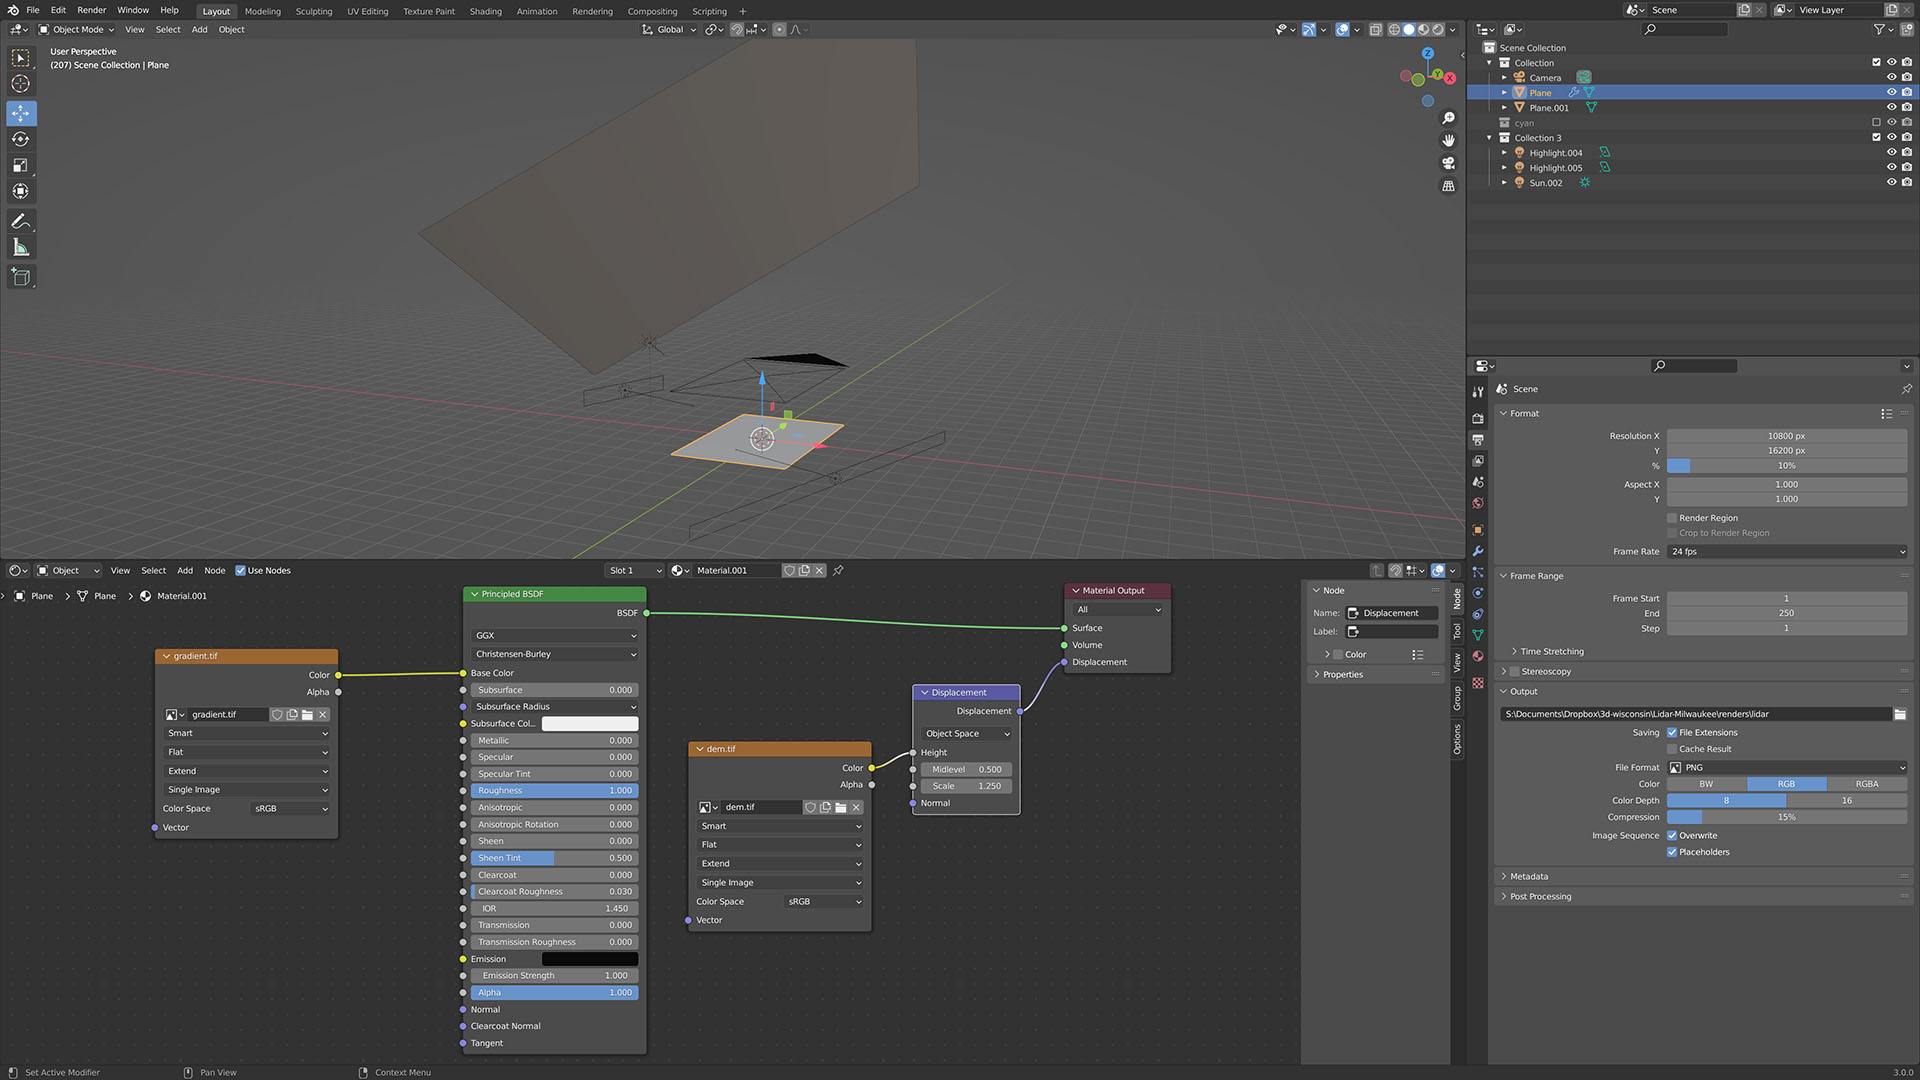 File Edit Render Window Help Layout Modeling Sculpting UV Editing Texture Paint Shading Animation Rendering Compositing Scripting + Scene View Layer
Object Mode View Select Add Object Global
User Perspective
(207) Scene Collection | Plane
Z
Y
X
Scene Collection
Collection
Camera
Plane
Plane.001
cyan
Collection 3
Highlight.004
Highlight.005
Sun.002
Scene
Format
Resolution X 10800 px
Y 16200 px
% 10%
Aspect X 1.000
Y 1.000
Render Region
Crop to Render Region
Frame Rate 24 fps
Frame Range
Frame Start 1
End 250
Step 1
Time Stretching
Stereoscopy
Output
S:\Documents\Dropbox\3d-wisconsin\Lidar-Milwaukee\renders\lidar
Saving File Extensions
Cache Result
File Format PNG
Color BW RGB RGBA
Color Depth 8 16
Compression 15%
Image Sequence Overwrite
Placeholders
Metadata
Post Processing
Object View Select Add Node Use Nodes Slot 1 Material.001
Plane Plane Material.001
gradient.tif
Color
Alpha
gradient.tif
Smart
Flat
Extend
Single Image
Color Space sRGB
Vector
Principled BSDF
BSDF
GGX
Christensen-Burley
Base Color
Subsurface 0.000
Subsurface Radius
Subsurface Col...
Metallic 0.000
Specular 0.000
Specular Tint 0.000
Roughness 1.000
Anisotropic 0.000
Anisotropic Rotation 0.000
Sheen 0.000
Sheen Tint 0.500
Clearcoat 0.000
Clearcoat Roughness 0.030
IOR 1.450
Transmission 0.000
Transmission Roughness 0.000
Emission
Emission Strength 1.000
Alpha 1.000
Normal
Clearcoat Normal
Tangent
dem.tif
Color
Alpha
dem.tif
Smart
Flat
Extend
Single Image
Color Space sRGB
Vector
Displacement
Displacement
Object Space
Height
Midlevel 0.500
Scale 1.250
Normal
Material Output
All
Surface
Volume
Displacement
Node
Name: Displacement
Label:
Color
Properties
Node
Tool
View
Group
Options
Set Active Modifier Pan View Context Menu 3.0.0